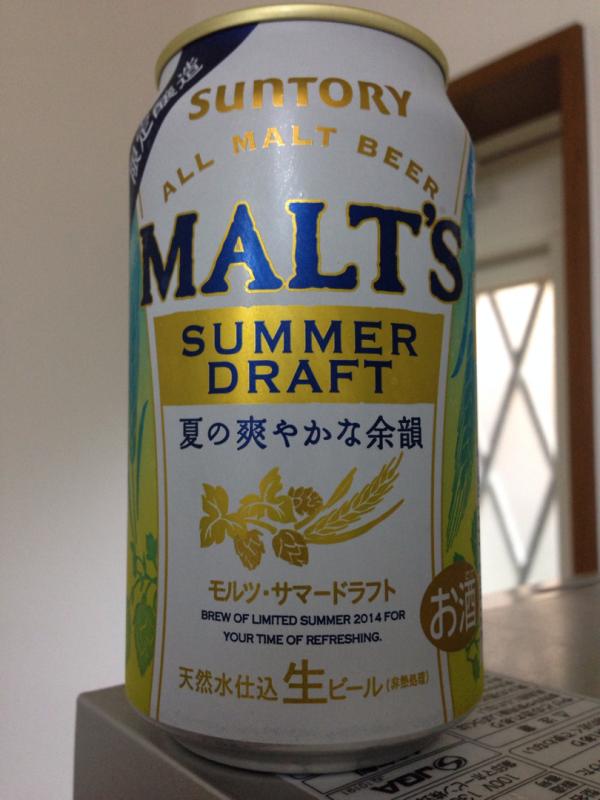 限定醸造
SUNTORY
ALL MALT BEER
MALT'S
SUMMER
DRAFT
夏の爽やかな余韻
モルツ・サマードラフト
BREW OF LIMITED SUMMER 2014 FOR
YOUR TIME OF REFRESHING.
お酒
天然水仕込 生ビール (非熱処理)
JQA
100V